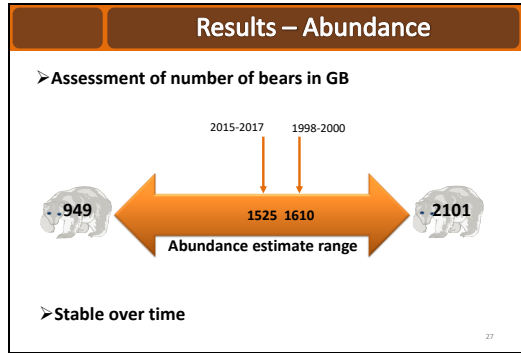 Results – Abundance
➢Assessment of number of bears in GB
2015-2017 1998-2000
949 1525 1610 2101
Abundance estimate range
➢Stable over time
27